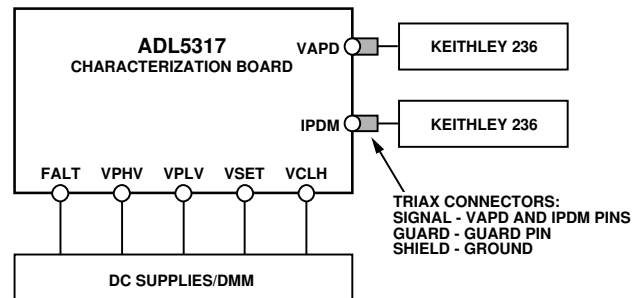 ADL5317
CHARACTERIZATION BOARD
VAPD
KEITHLEY 236
IPDM
KEITHLEY 236
FALT VPHV VPLV VSET VCLH
TRIAX CONNECTORS:
SIGNAL - VAPD AND IPDM PINS
GUARD - GUARD PIN
SHIELD - GROUND
DC SUPPLIES/DMM